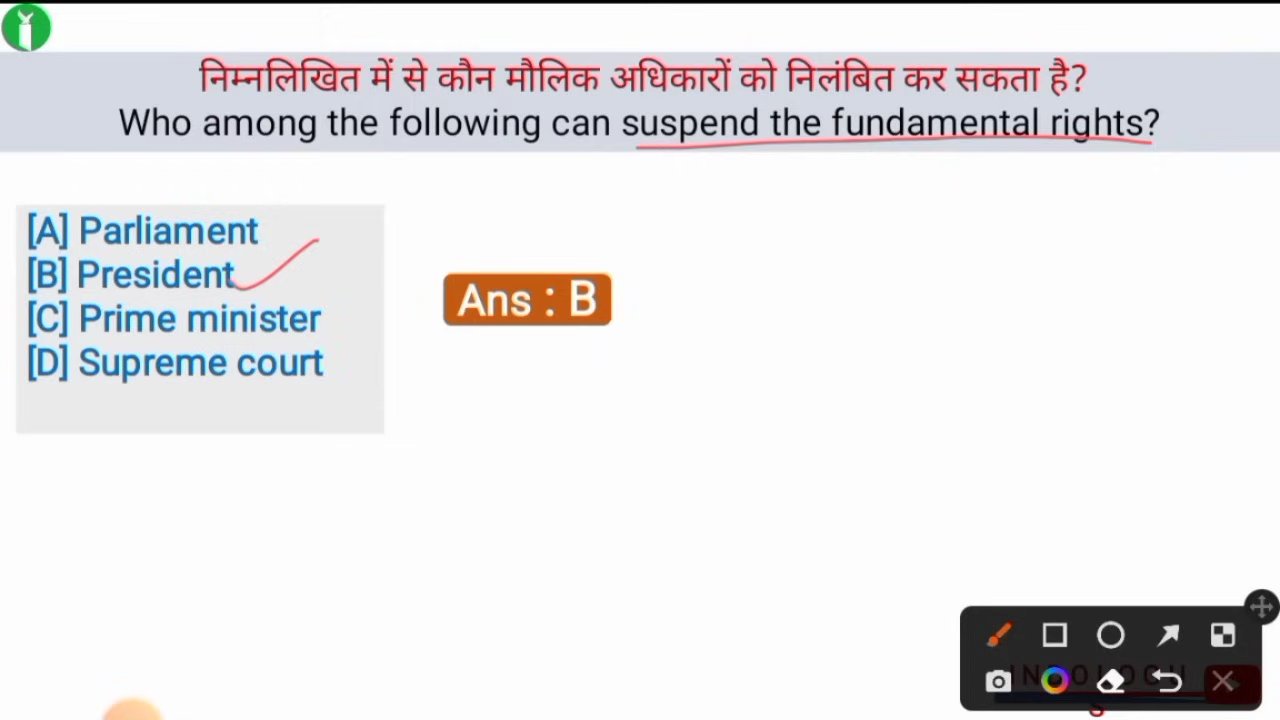 निम्नलिखित में से कौन मौलिक अधिकारों को निलंबित कर सकता है?
Who among the following can suspend the fundamental rights?
[A] Parliament
[B] President
[C] Prime minister
[D] Supreme court
Ans : B